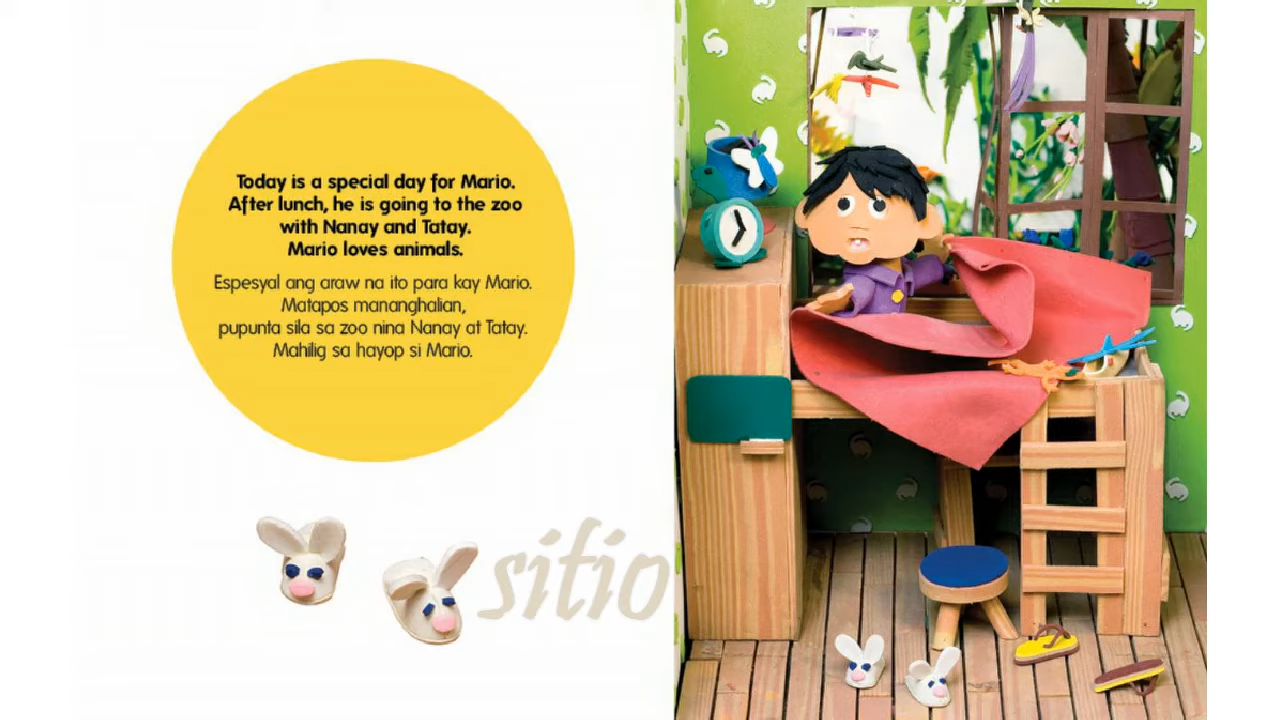 Today is a special day for Mario.
After lunch, he is going to the zoo
with Nanay and Tatay.
Mario loves animals.
Espesyal ang araw na ito para kay Mario.
Matapos mananghalian,
pupunta sila sa zoo nina Nanay at Tatay.
Mahilig sa hayop si Mario.
sitio